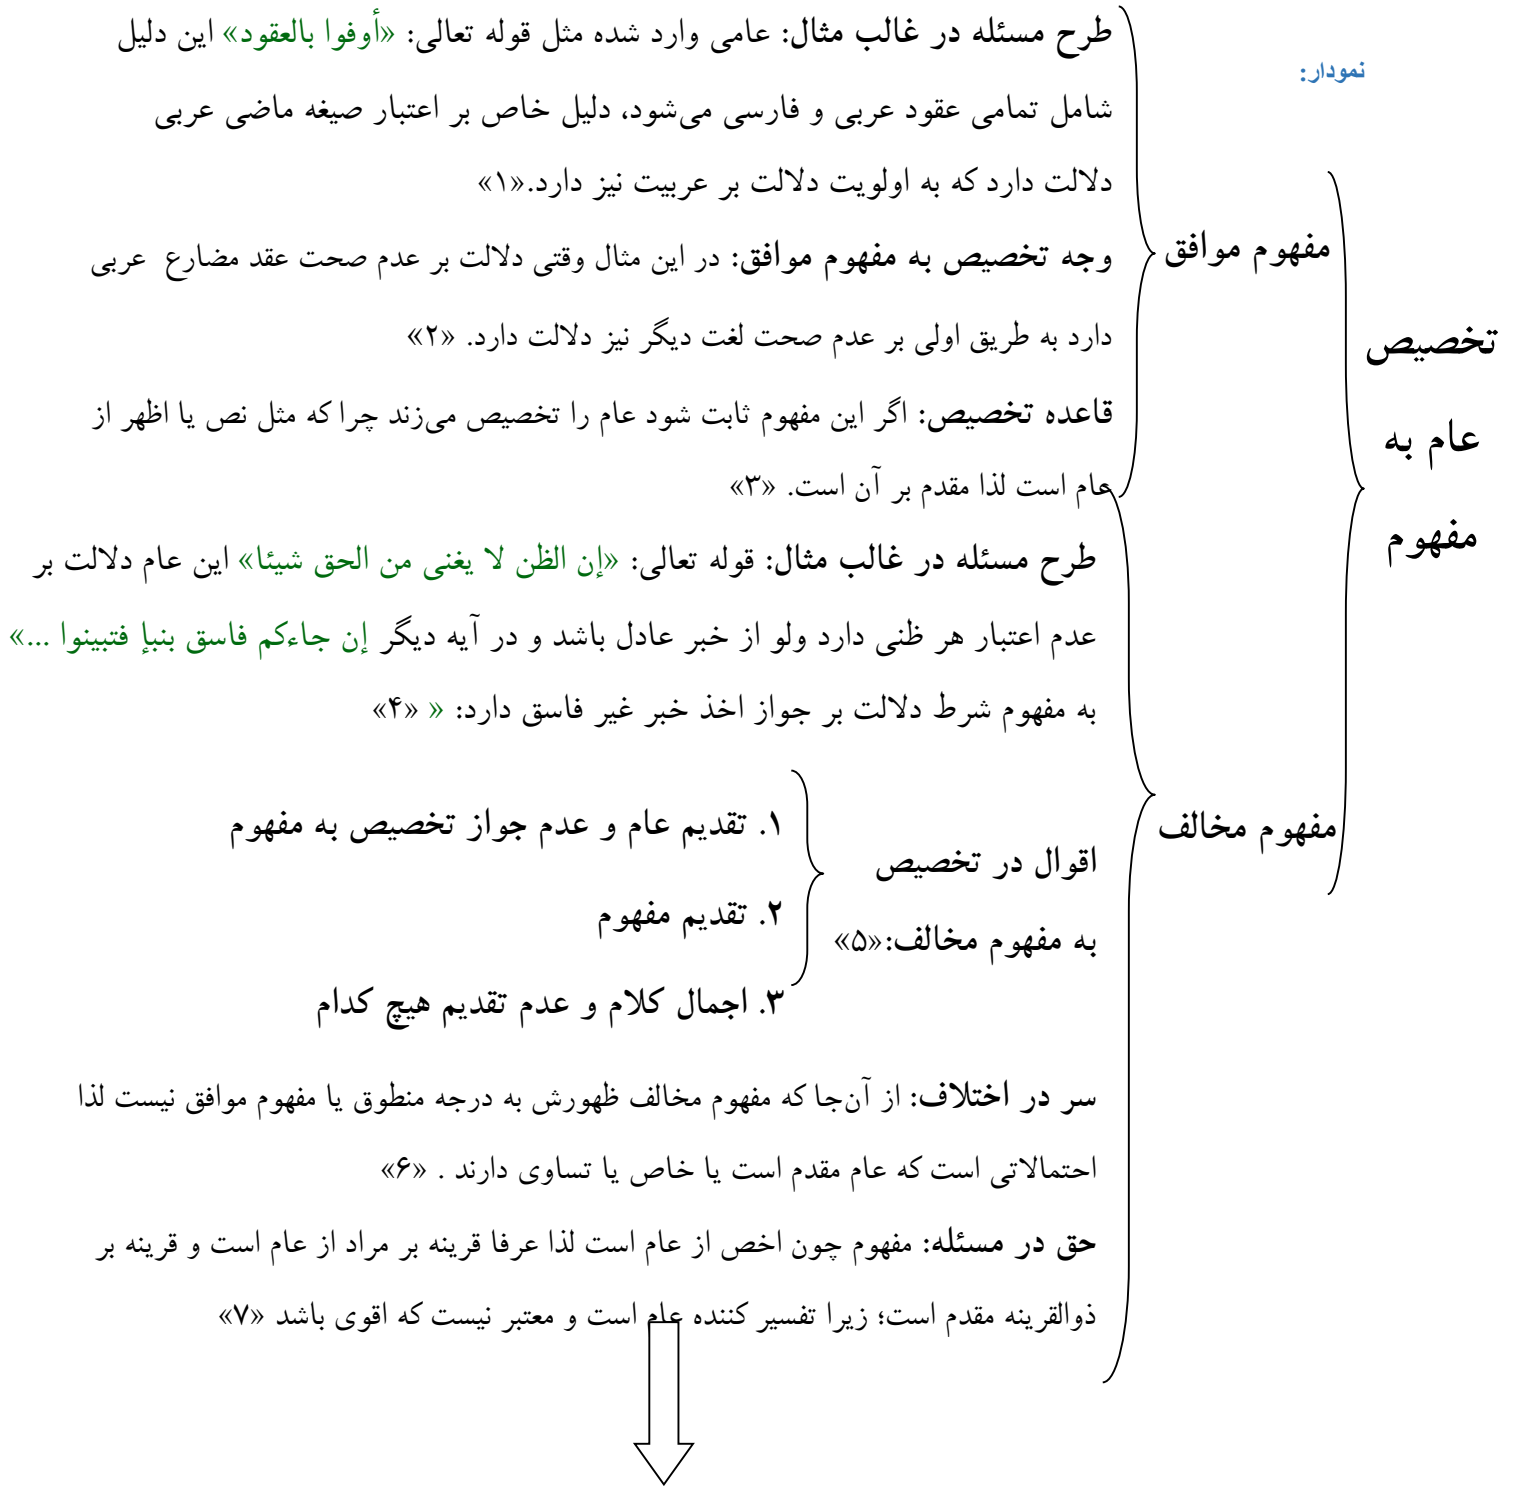 نمودار:
تخصیص
عام به
مفهوم
مفهوم موافق
طرح مسئله در غالب مثال: عامی وارد شده مثل قوله تعالی: «أوفوا بالعقود» این دلیل
شامل تمامی عقود عربی و فارسی می‌شود، دلیل خاص بر اعتبار صیغه ماضی عربی
دلالت دارد که به اولویت دلالت بر عربیت نیز دارد.«۱»
وجه تخصیص به مفهوم موافق: در این مثال وقتی دلالت بر عدم صحت عقد مضارع عربی
دارد به طریق اولی بر عدم صحت لغت دیگر نیز دلالت دارد. «۲»
قاعده تخصیص: اگر این مفهوم ثابت شود عام را تخصیص می‌زند چرا که مثل نص یا اظهر از
عام است لذا مقدم بر آن است. «۳»
مفهوم مخالف
طرح مسئله در غالب مثال: قوله تعالی: «إن الظن لا یغنی من الحق شیئا» این عام دلالت بر
عدم اعتبار هر ظنی دارد ولو از خبر عادل باشد و در آیه دیگر إن جاءکم فاسق بنبإ فتبینوا ...»
به مفهوم شرط دلالت بر جواز اخذ خبر غیر فاسق دارد: « «۴»
اقوال در تخصیص
به مفهوم مخالف:«۵»
۱. تقدیم عام و عدم جواز تخصیص به مفهوم
۲. تقدیم مفهوم
۳. اجمال کلام و عدم تقدیم هیچ کدام
سر در اختلاف: از آن‌جا که مفهوم مخالف ظهورش به درجه منطوق یا مفهوم موافق نیست لذا
احتمالاتی است که عام مقدم است یا خاص یا تساوی دارند . «۶»
حق در مسئله: مفهوم چون اخص از عام است لذا عرفا قرینه بر مراد از عام است و قرینه بر
ذوالقرینه مقدم است؛ زیرا تفسیر کننده عام است و معتبر نیست که اقوی باشد «۷»